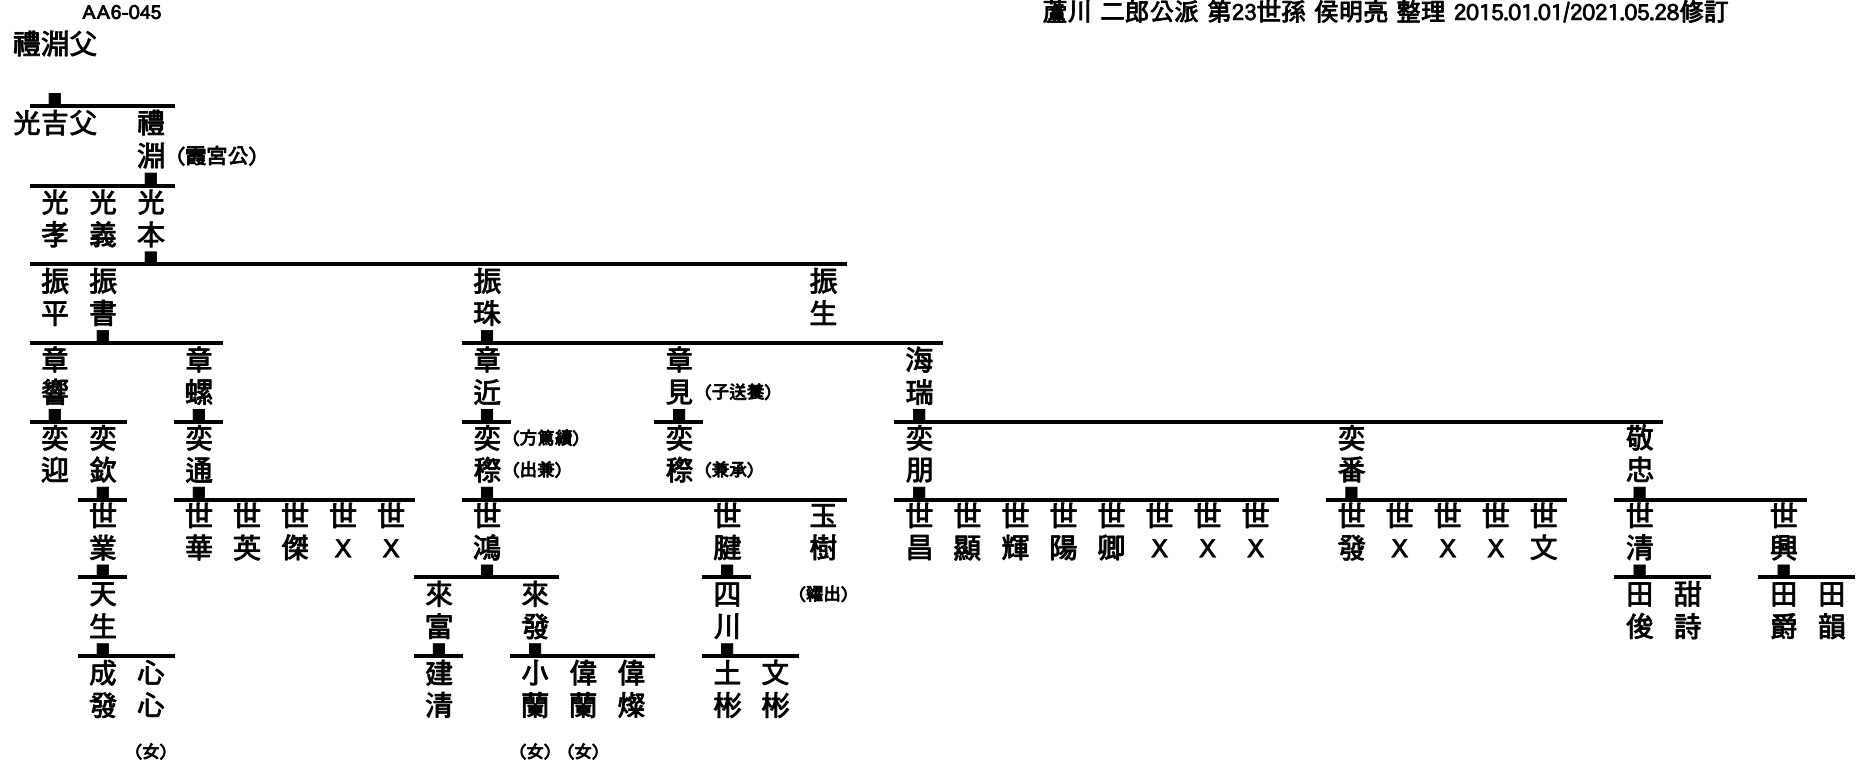 AA6-045
蘆川 二郎公派 第23世孫 侯明亮 整理 2015.01.01/2021.05.28修訂
禮淵父
光吉父 禮淵 (霞宮公)
光孝 光義 光本
振平 振書 振珠 振生
章響 章螺 章近 章見 (子送養) 海瑞
奕迎 奕欽 奕通 奕穄 (方篤續) (出兼) 奕穄 (兼承) 奕朋 奕番 敬忠
世業 世華 世英 世傑 世X 世X 世鴻 世腱 玉樹 (糶出) 世昌 世顯 世輝 世陽 世卿 世X 世X 世X 世發 世X 世X 世X 世文 世清 世興
天生 來富 來發 四川 田俊 甜詩 田爵 田韻
成發 心心 (女) 建清 小蘭 (女) 偉蘭 (女) 偉燦 土彬 文彬